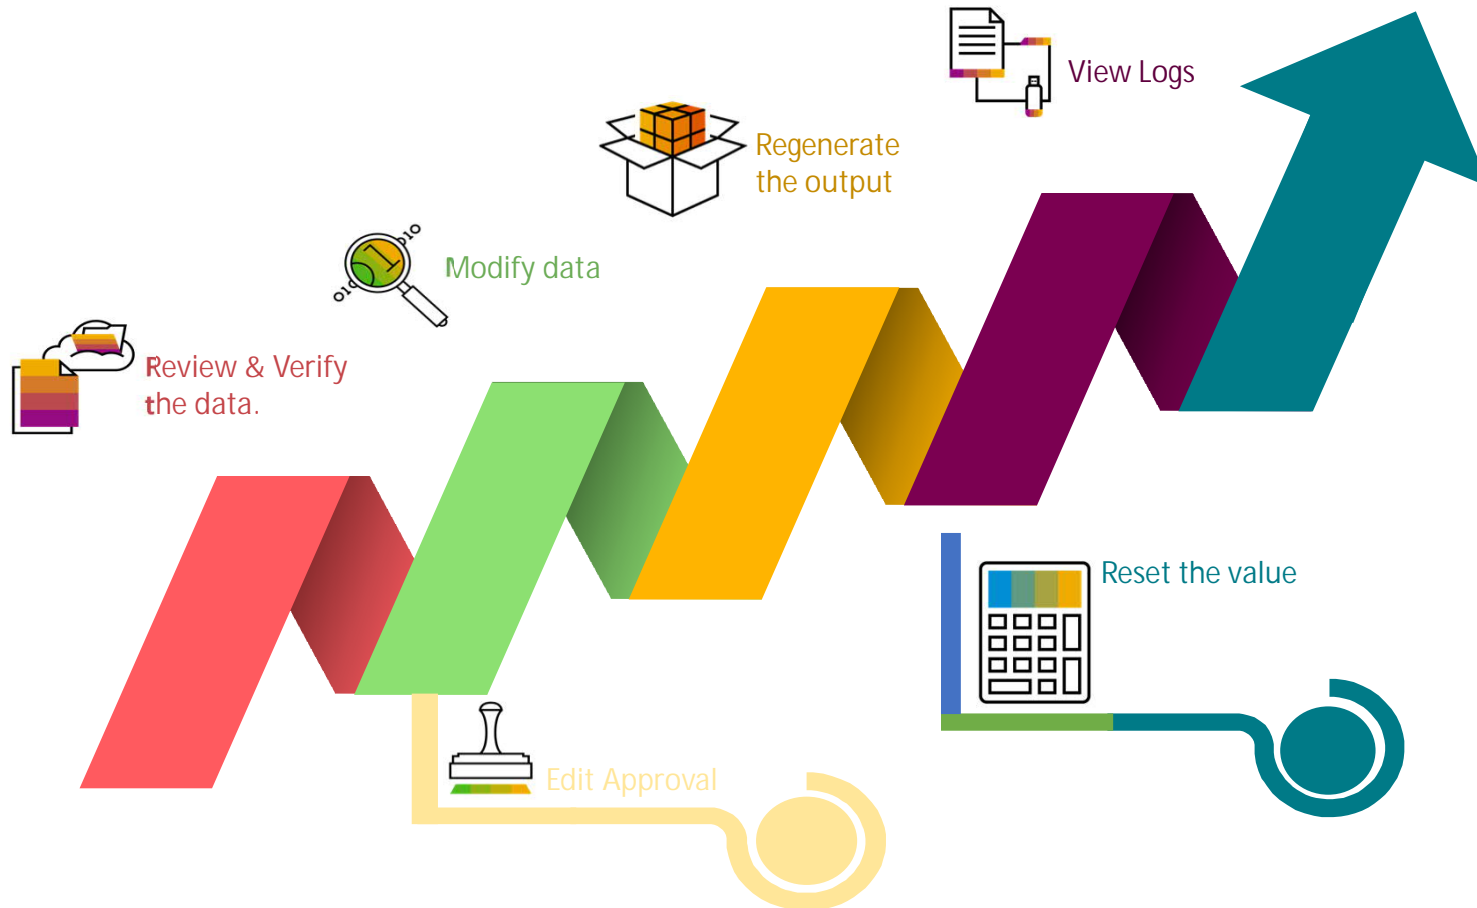 View Logs
Regenerate
the output
Modify data
Review & Verify
the data.
Reset the value
Edit Approval